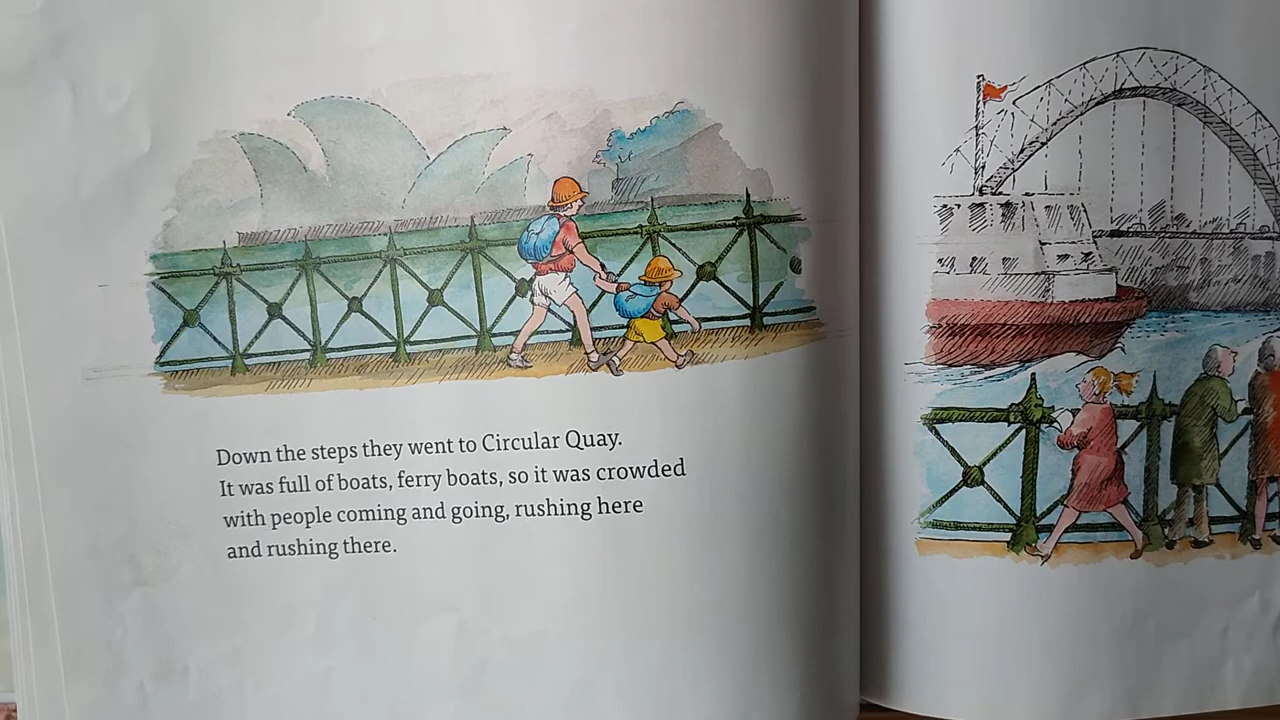 Down the steps they went to Circular Quay.
It was full of boats, ferry boats, so it was crowded
with people coming and going, rushing here
and rushing there.